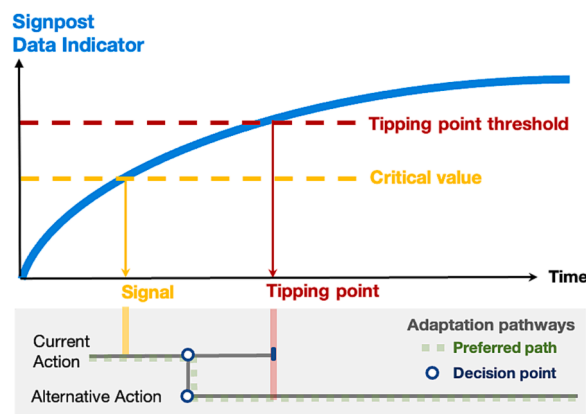 Signpost
Data Indicator
Tipping point threshold
Critical value
Time
Signal
Tipping point
Adaptation pathways
Current
Action
Preferred path
Decision point
Alternative Action